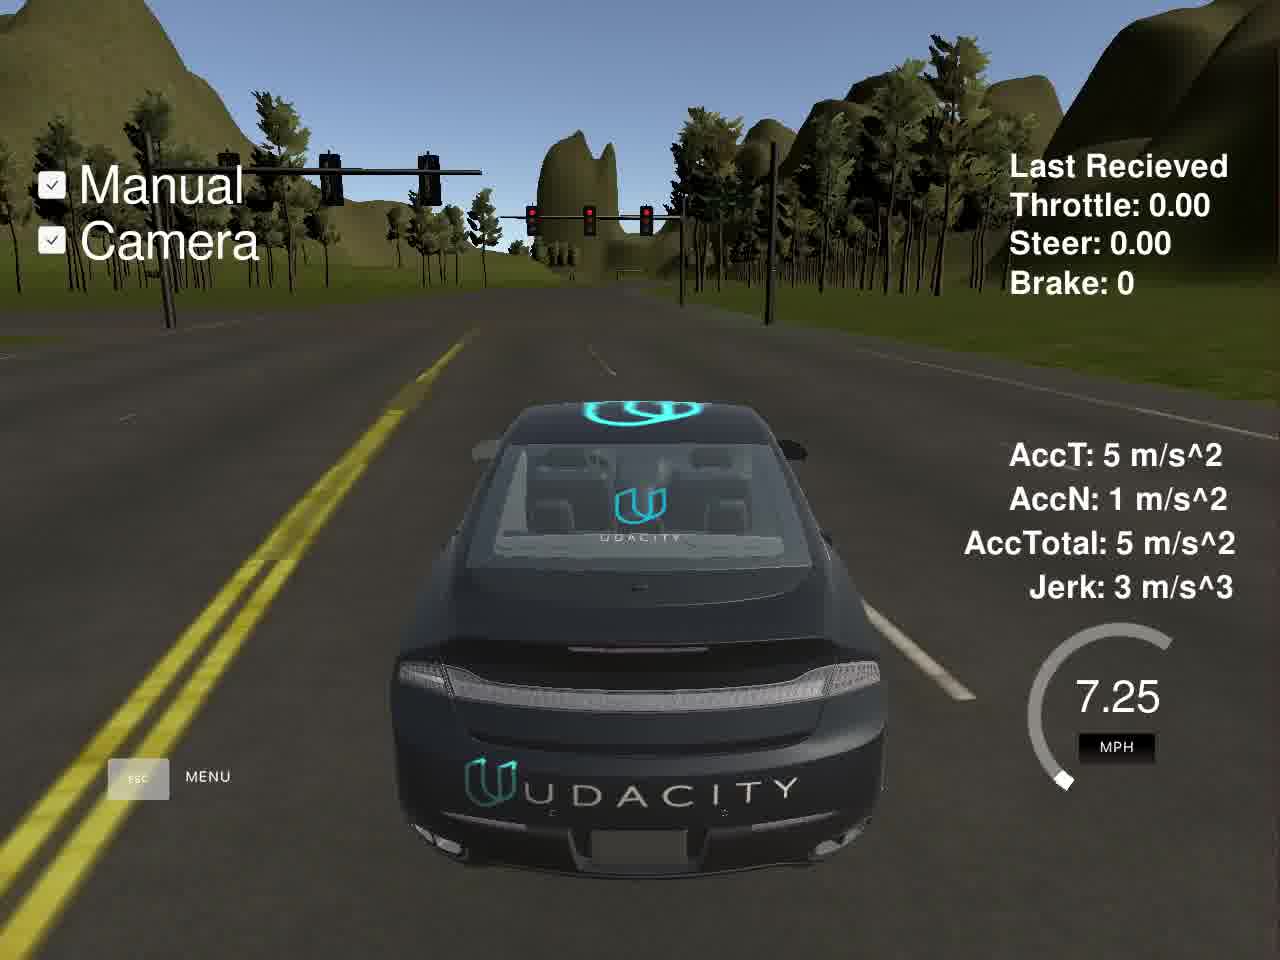 Manual
Camera
Last Recieved
Throttle: 0.00
Steer: 0.00
Brake: 0
AccT: 5 m/s^2
AccN: 1 m/s^2
AccTotal: 5 m/s^2
Jerk: 3 m/s^3
7.25
MPH
UDACITY
UDACITY
ESC MENU